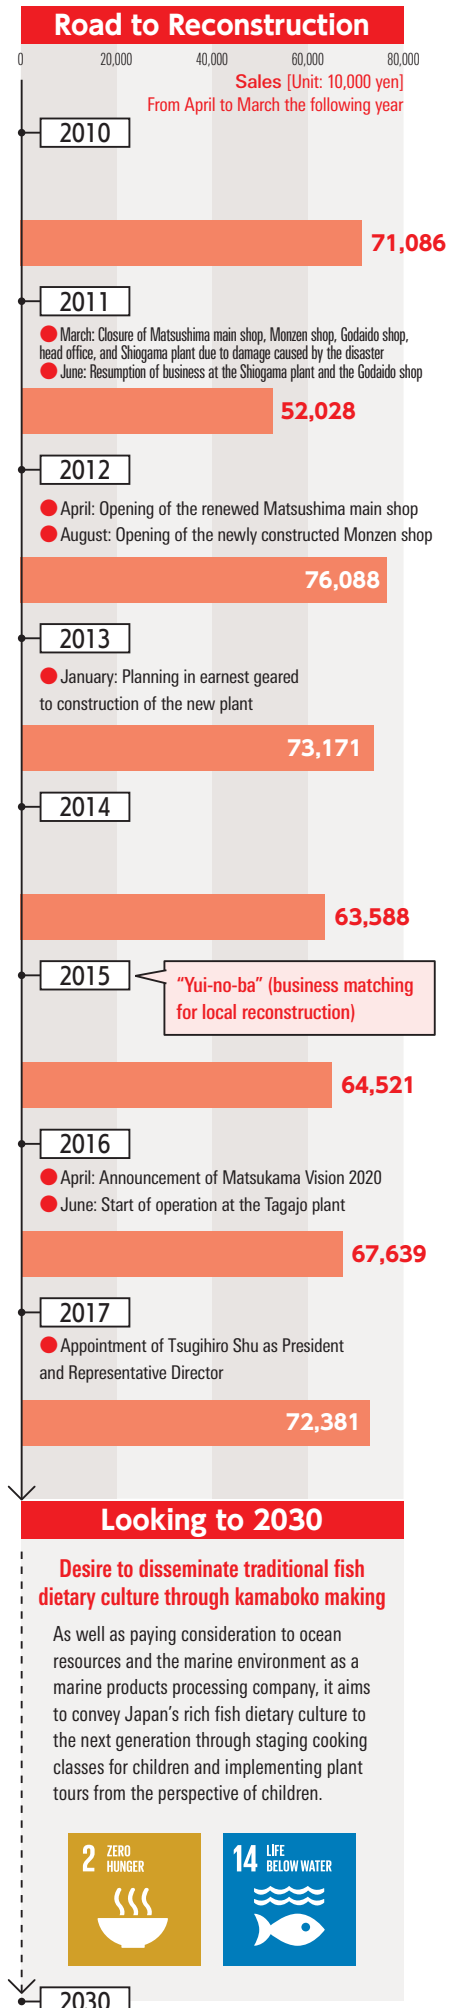 Road to Reconstruction
0 20,000 40,000 60,000 80,000
Sales [Unit: 10,000 yen]
From April to March the following year
2010
71,086
2011
● March: Closure of Matsushima main shop, Monzen shop, Godaido shop,
head office, and Shiogama plant due to damage caused by the disaster
● June: Resumption of business at the Shiogama plant and the Godaido shop
52,028
2012
● April: Opening of the renewed Matsushima main shop
● August: Opening of the newly constructed Monzen shop
76,088
2013
● January: Planning in earnest geared
to construction of the new plant
73,171
2014
63,588
2015
“Yui-no-ba” (business matching
for local reconstruction)
64,521
2016
● April: Announcement of Matsukama Vision 2020
● June: Start of operation at the Tagajo plant
67,639
2017
● Appointment of Tsugihiro Shu as President
and Representative Director
72,381
Looking to 2030
Desire to disseminate traditional fish
dietary culture through kamaboko making
As well as paying consideration to ocean
resources and the marine environment as a
marine products processing company, it aims
to convey Japan’s rich fish dietary culture to
the next generation through staging cooking
classes for children and implementing plant
tours from the perspective of children.
2 ZERO
HUNGER
14 LIFE
BELOW WATER
2030